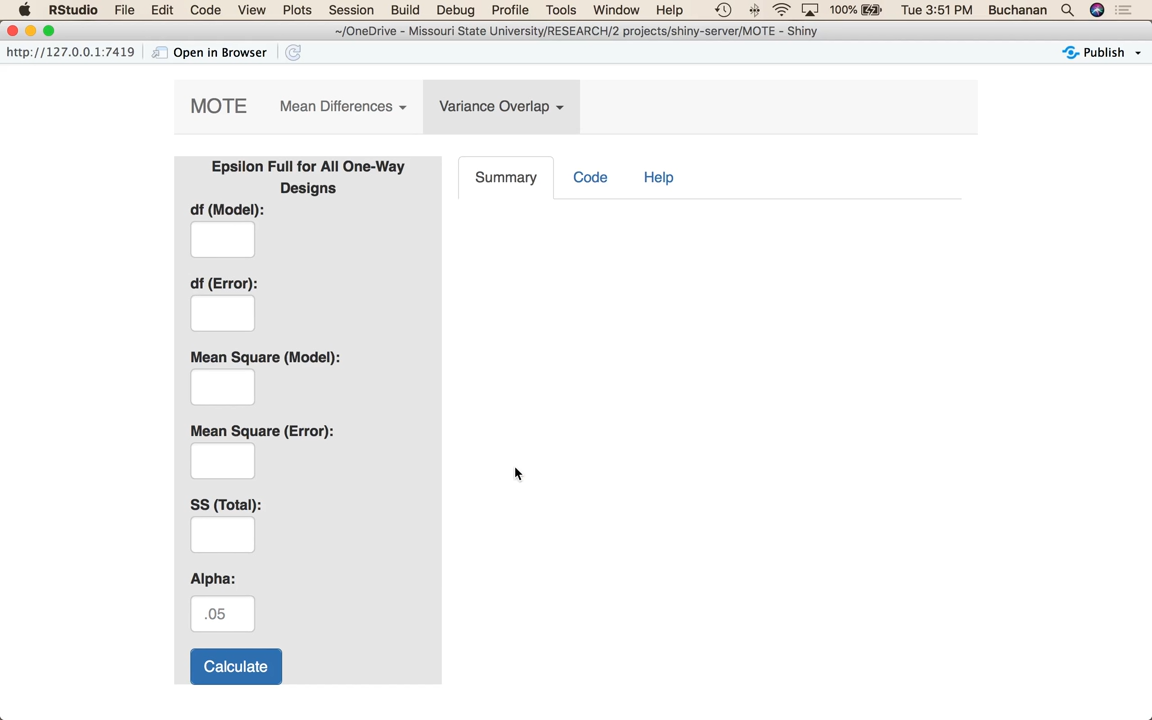 RStudio File Edit Code View Plots Session Build Debug Profile Tools Window Help 100% Tue 3:51 PM Buchanan
~/OneDrive - Missouri State University/RESEARCH/2 projects/shiny-server/MOTE - Shiny
http://127.0.0.1:7419 Open in Browser Publish
MOTE Mean Differences Variance Overlap
Epsilon Full for All One-Way
Designs
df (Model):
df (Error):
Mean Square (Model):
Mean Square (Error):
SS (Total):
Alpha:
.05
Calculate
Summary Code Help